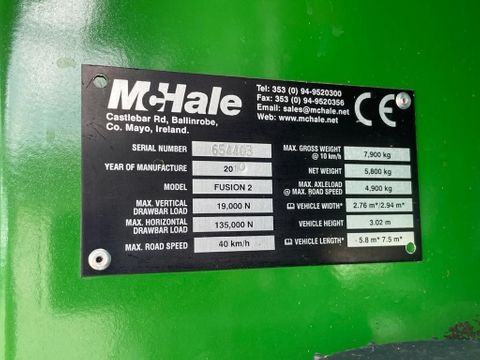 McHale
Castlebar Rd, Ballinrobe,
Co. Mayo, Ireland.
Tel: 353 (0) 94-9520300
Fax: 353 (0) 94-9520356
Email: sales@mchale.net
Web: www.mchale.net
CE
SERIAL NUMBER 654403
YEAR OF MANUFACTURE 20
MODEL FUSION 2
MAX. VERTICAL
DRAWBAR LOAD 19,000 N
MAX. HORIZONTAL
DRAWBAR LOAD 135,000 N
MAX. ROAD SPEED 40 km/h
MAX. GROSS WEIGHT
@ 10 km/h 7,900 kg
NET WEIGHT 5,800 kg
MAX. AXLELOAD
@ MAX. ROAD SPEED 4,900 kg
VEHICLE WIDTH* 2.76 m*/2.94 m*
VEHICLE HEIGHT 3.02 m
VEHICLE LENGTH* 5.8 m* 7.5 m*